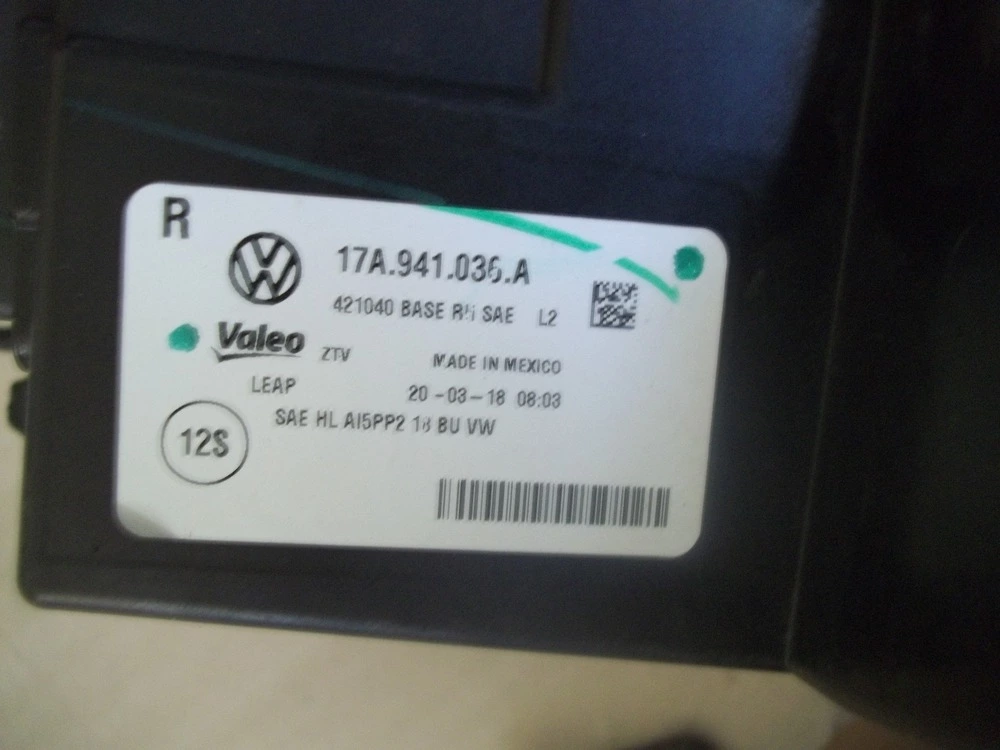 R
VW
17A.941.036.A
421040 BASE RH SAE L2
Valeo ZTV
MADE IN MEXICO
LEAP
20-03-18 08:03
SAE HL AI5PP2 18 BU VW
12S